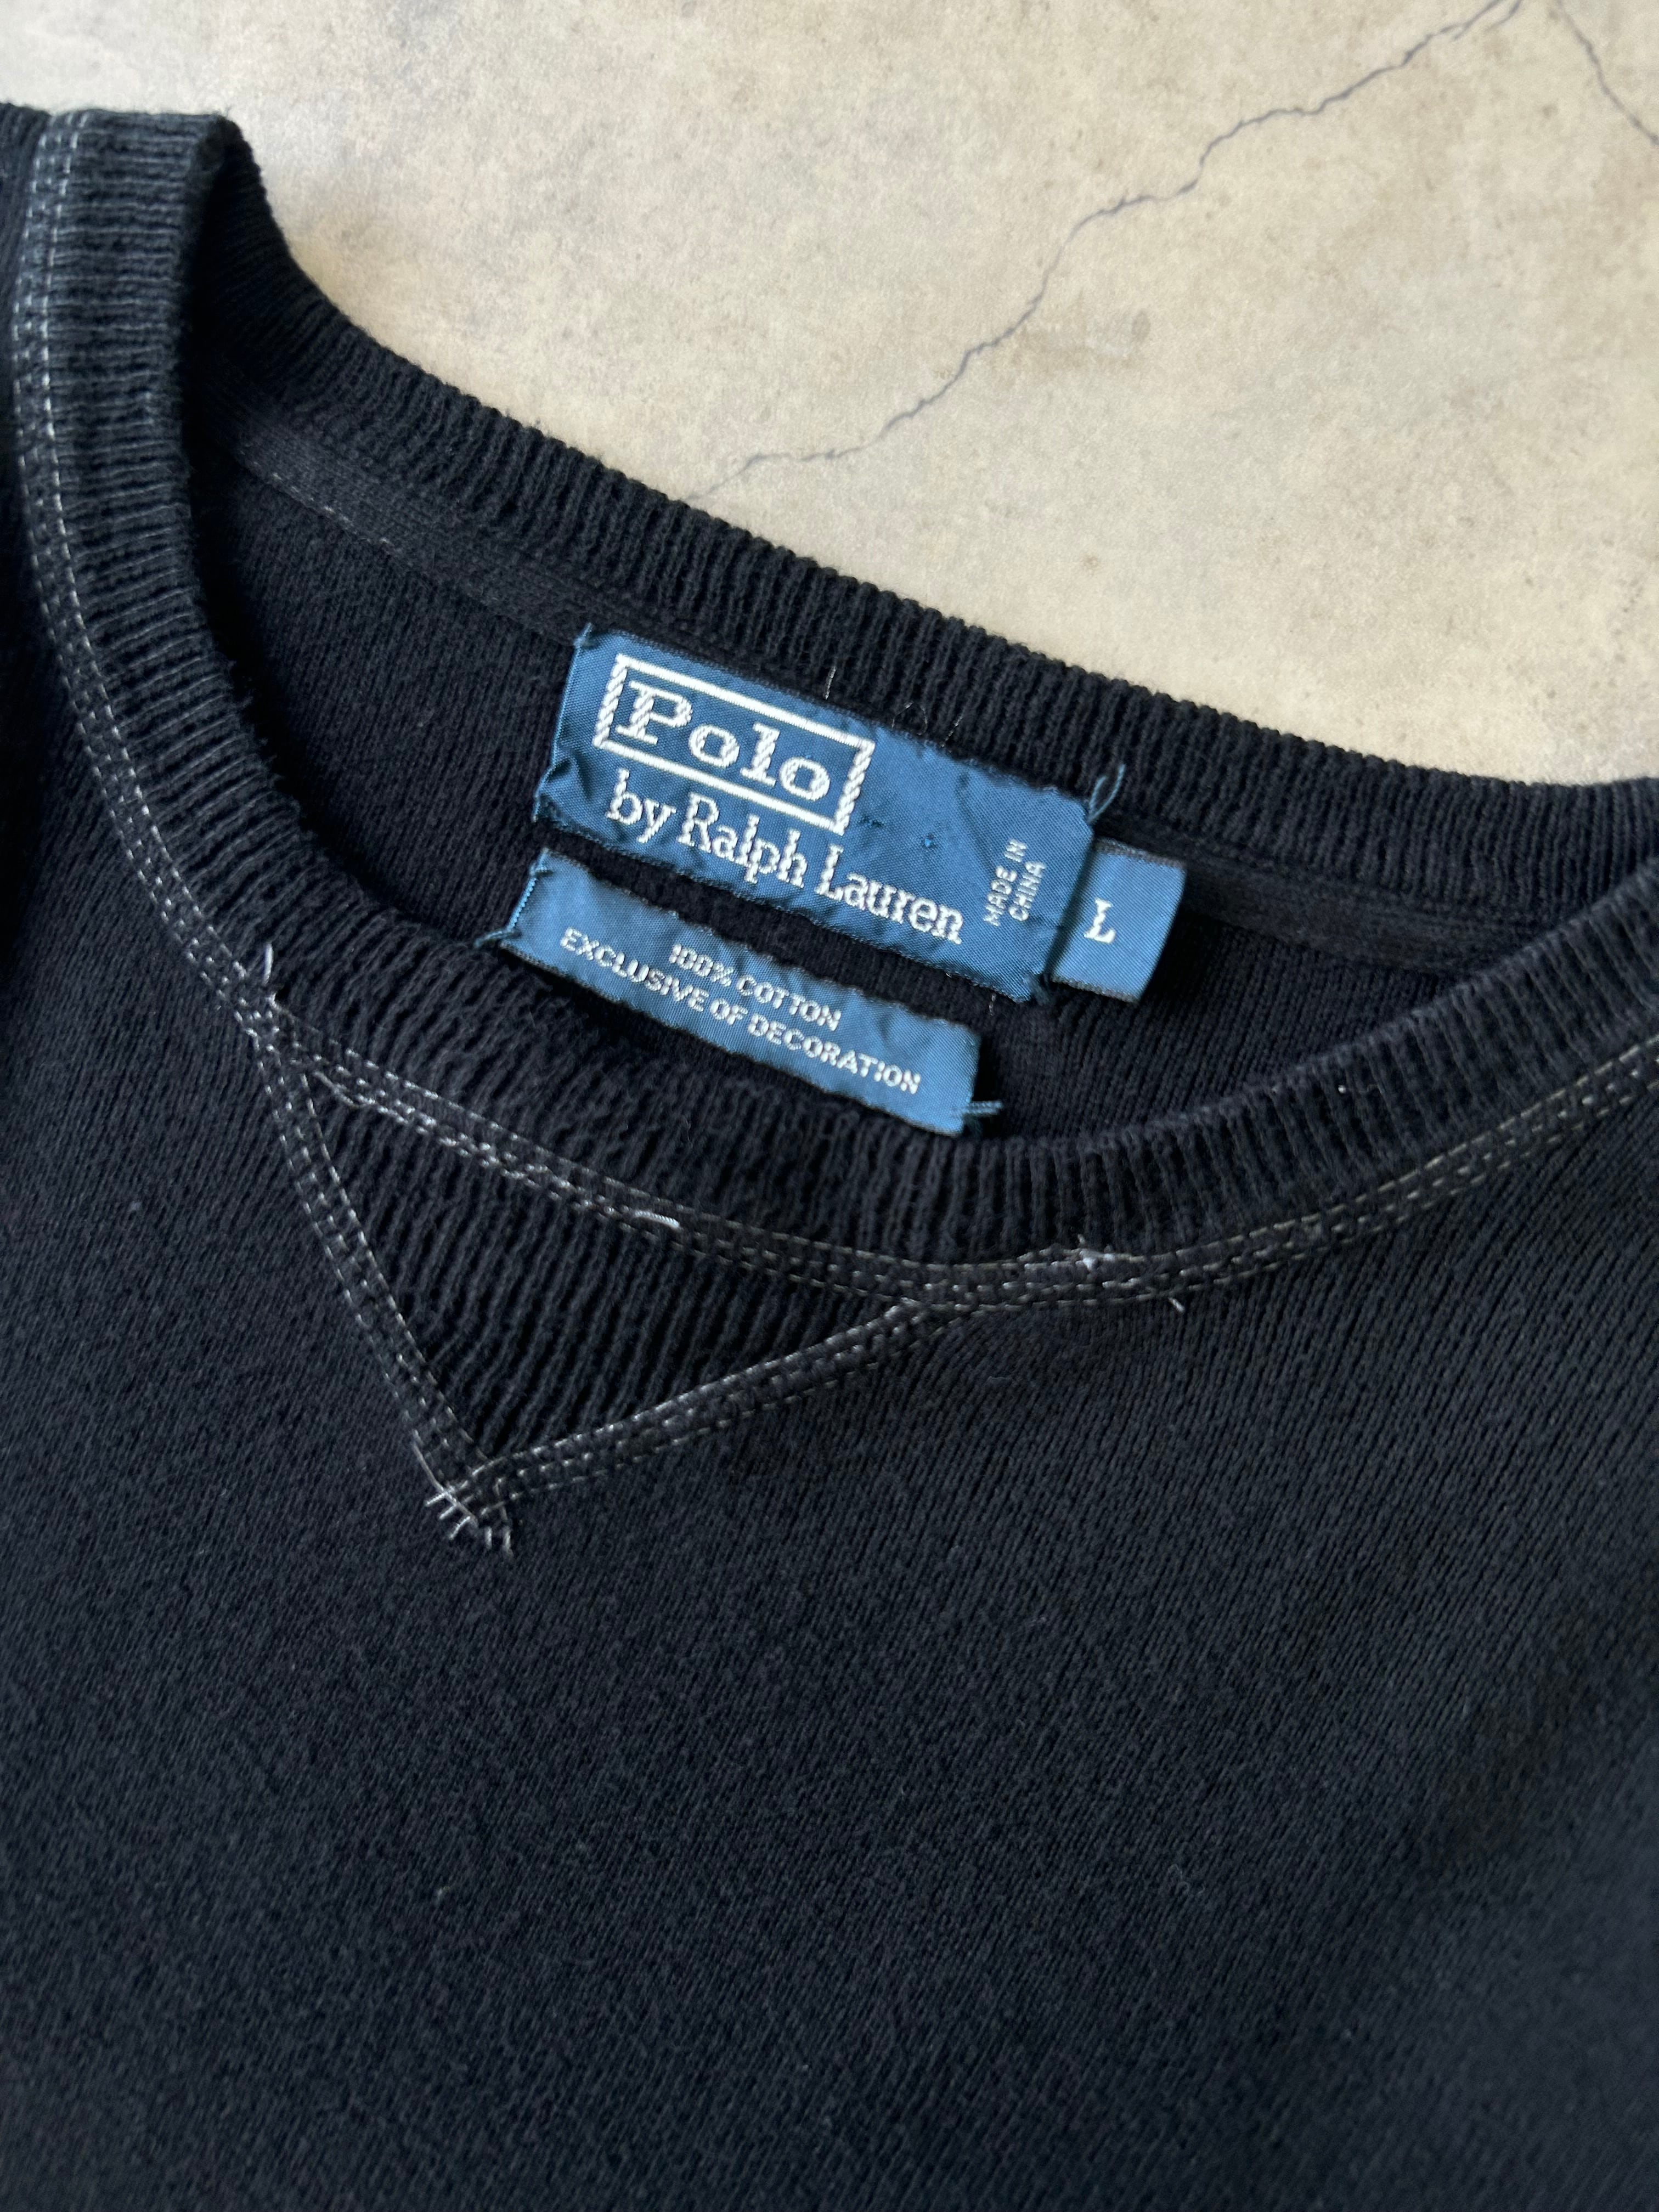 Polo
by Ralph Lauren
MADE IN
CHINA
L
100% COTTON
EXCLUSIVE OF DECORATION